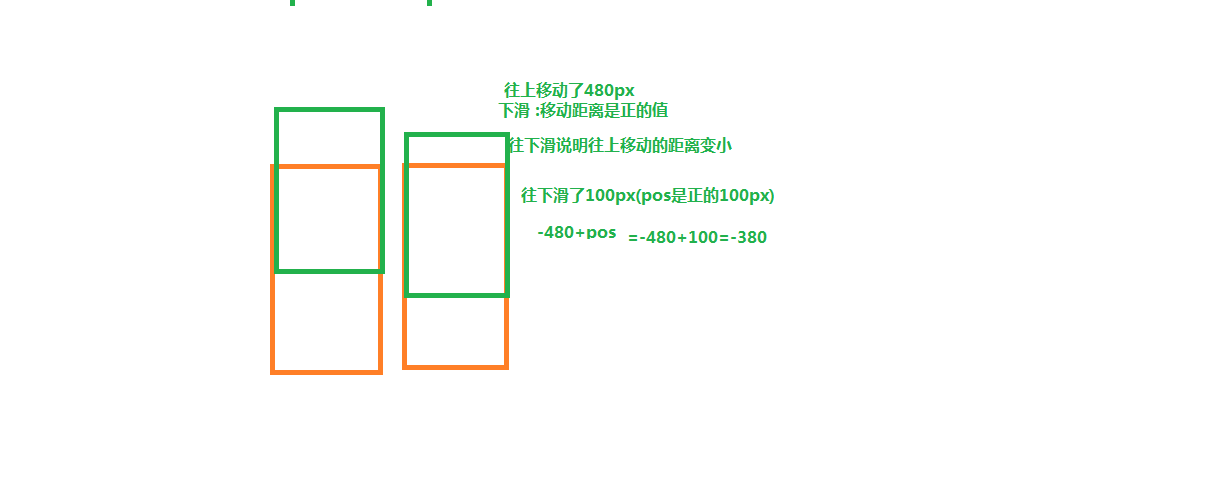 往上移动了480px
下滑 :移动距离是正的值
往下滑说明往上移动的距离变小
往下滑了100px(pos是正的100px)
-480+pos =-480+100=-380